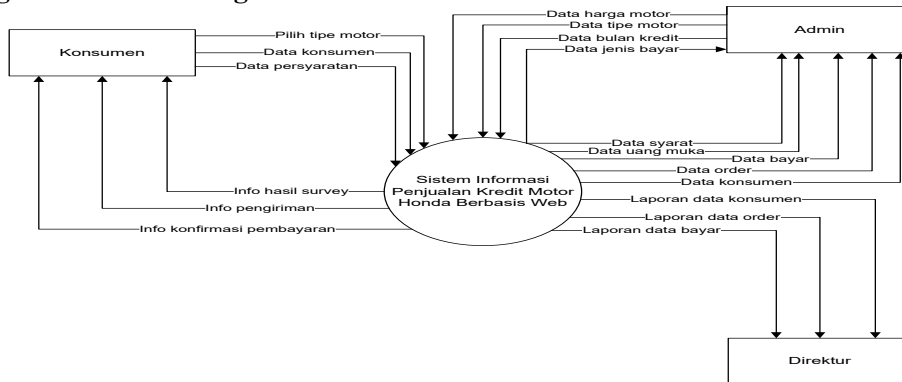 Data harga motor
Data tipe motor
Data bulan kredit
Data jenis bayar
Admin
Konsumen
Pilih tipe motor
Data konsumen
Data persyaratan
Data syarat
Data uang muka
Data bayar
Data order
Data konsumen
Sistem Informasi
Penjualan Kredit Motor
Honda Berbasis Web
Info hasil survey
Info pengiriman
Info konfirmasi pembayaran
Laporan data konsumen
Laporan data order
Laporan data bayar
Direktur